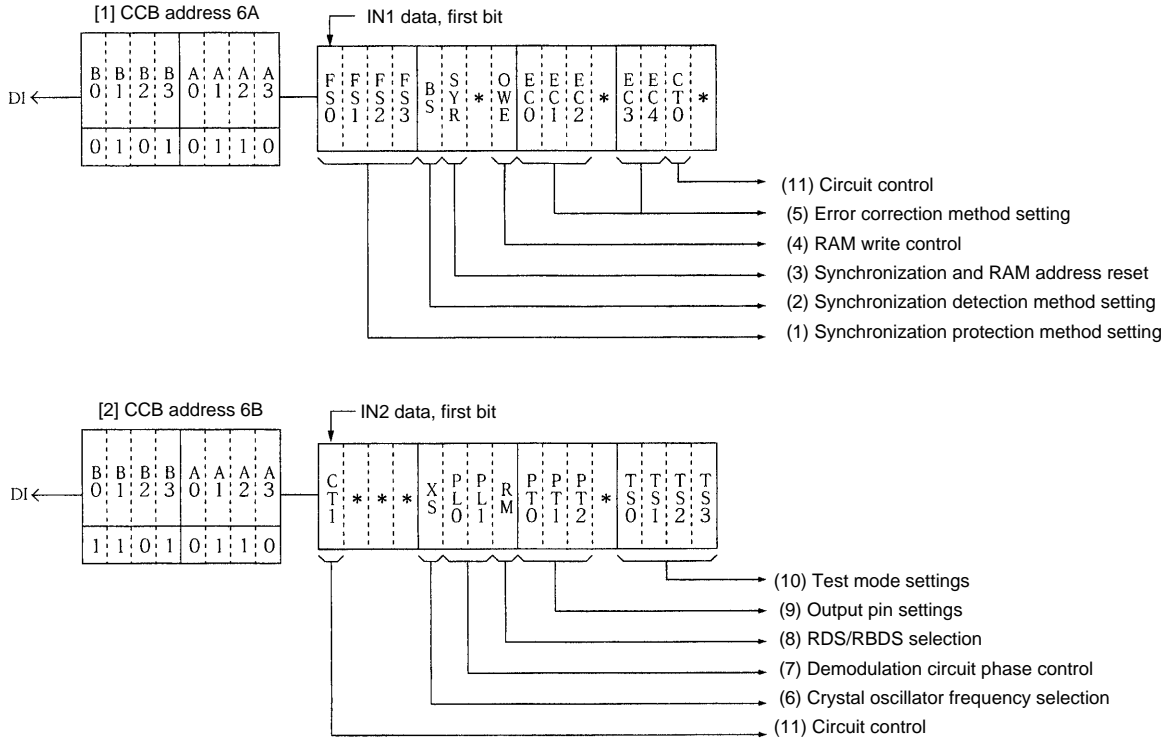 [1] CCB address 6A
IN1 data, first bit
DI
B0 B1 B2 B3 A0 A1 A2 A3
0 1 0 1 0 1 1 0
FS0 FS1 FS2 FS3 BS SYR * OWE EC0 EC1 EC2 * EC3 EC4 CT0 *
(11) Circuit control
(5) Error correction method setting
(4) RAM write control
(3) Synchronization and RAM address reset
(2) Synchronization detection method setting
(1) Synchronization protection method setting
[2] CCB address 6B
IN2 data, first bit
DI
B0 B1 B2 B3 A0 A1 A2 A3
1 1 0 1 0 1 1 0
CT1 * * * XS PL0 PL1 RM PT0 PT1 PT2 * TS0 TS1 TS2 TS3
(10) Test mode settings
(9) Output pin settings
(8) RDS/RBDS selection
(7) Demodulation circuit phase control
(6) Crystal oscillator frequency selection
(11) Circuit control